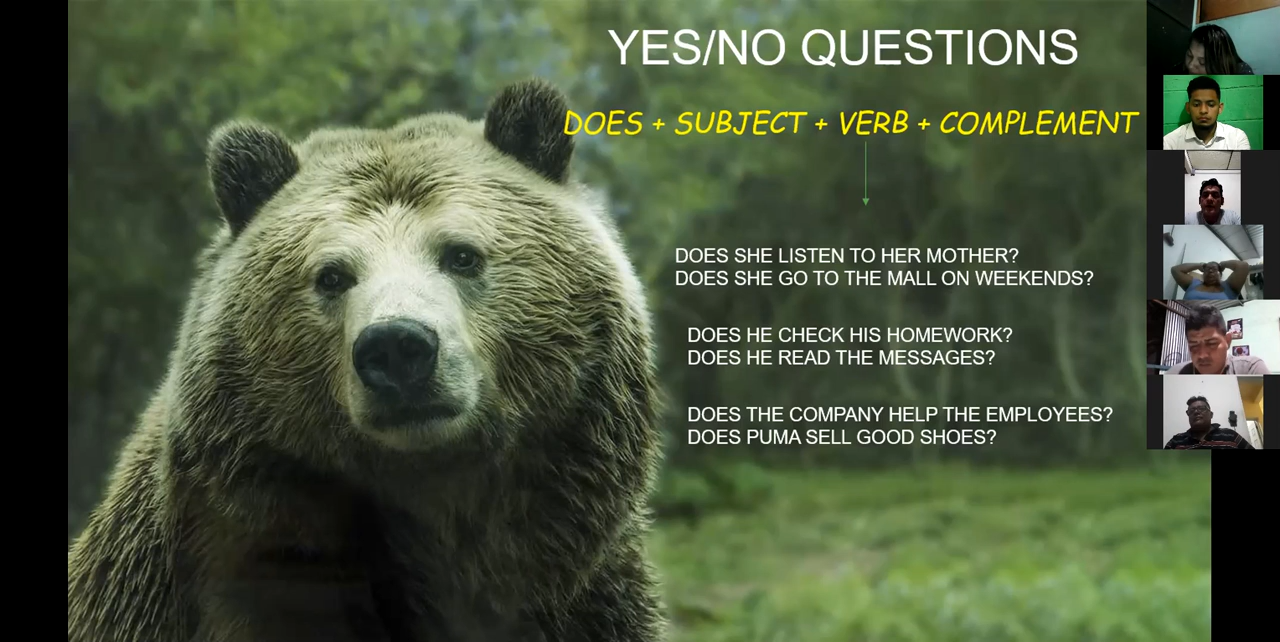 YES/NO QUESTIONS
DOES + SUBJECT + VERB + COMPLEMENT
DOES SHE LISTEN TO HER MOTHER?
DOES SHE GO TO THE MALL ON WEEKENDS?
DOES HE CHECK HIS HOMEWORK?
DOES HE READ THE MESSAGES?
DOES THE COMPANY HELP THE EMPLOYEES?
DOES PUMA SELL GOOD SHOES?